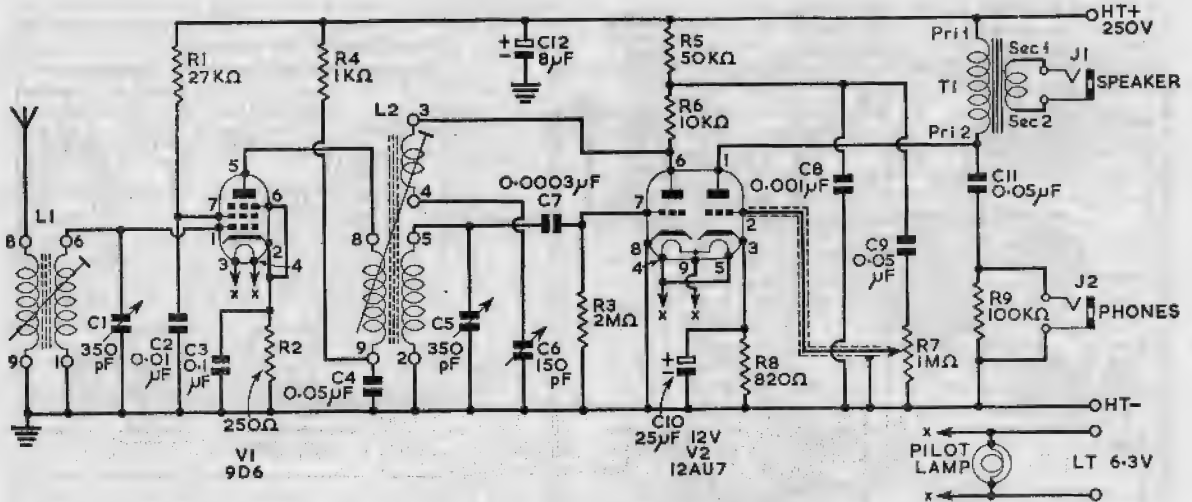 HT+
250V
R1
27KΩ
R4
1KΩ
+
−
C12
8µF
R5
50KΩ
Pri 1
Sec 1
J1
SPEAKER
T1
Sec 2
Pri 2
L2
3
R6
10KΩ
5
6
7
1
2
3
4
4
0·0003µF
C7
6
1
7
2
8
3
4
9
5
C8
0·001µF
C11
0·05µF
L1
8
6
9
1
8
5
9
2
C9
0·05
µF
J2
PHONES
R9
100KΩ
C1
350
pF
C2
0·01
µF
C3
0·1
µF
R2
250Ω
C4
0·05µF
C5
350
pF
C6
150
pF
R3
2MΩ
x
x
x
x
+
−
R8
820Ω
R7
1MΩ
C10
25µF 12V
HT−
V1
9D6
V2
12AU7
x
PILOT
LAMP
LT 6·3V
x